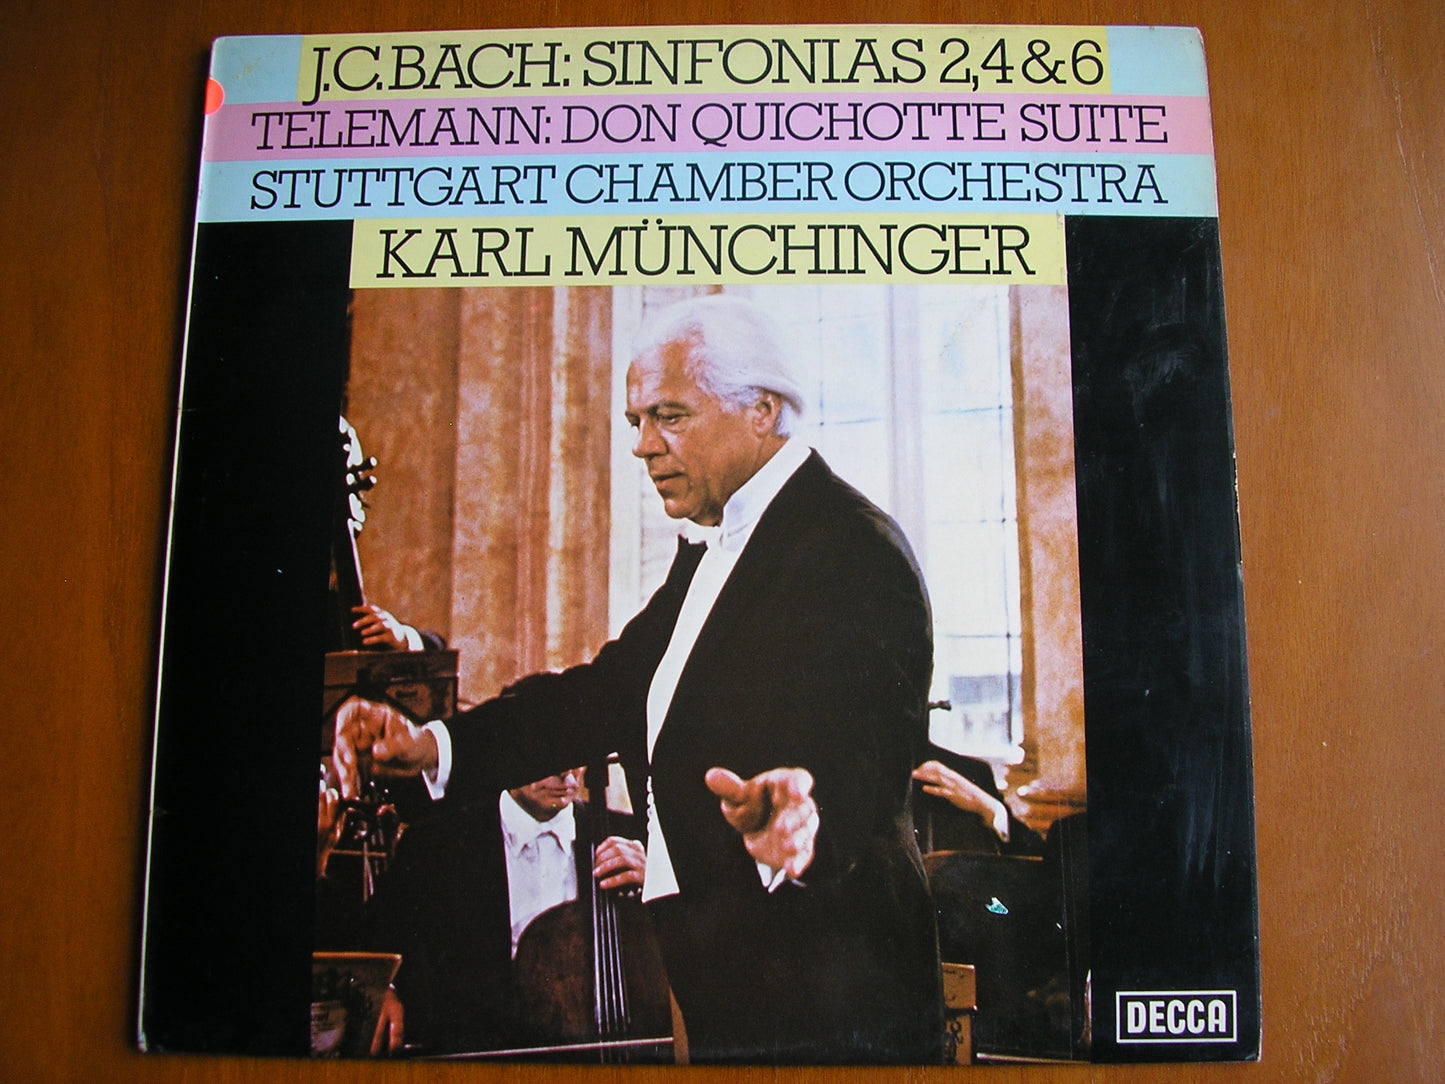 J.C.BACH: SINFONIAS 2,4 & 6
TELEMANN: DON QUICHOTTE SUITE
STUTTGART CHAMBER ORCHESTRA
KARL MÜNCHINGER
DECCA